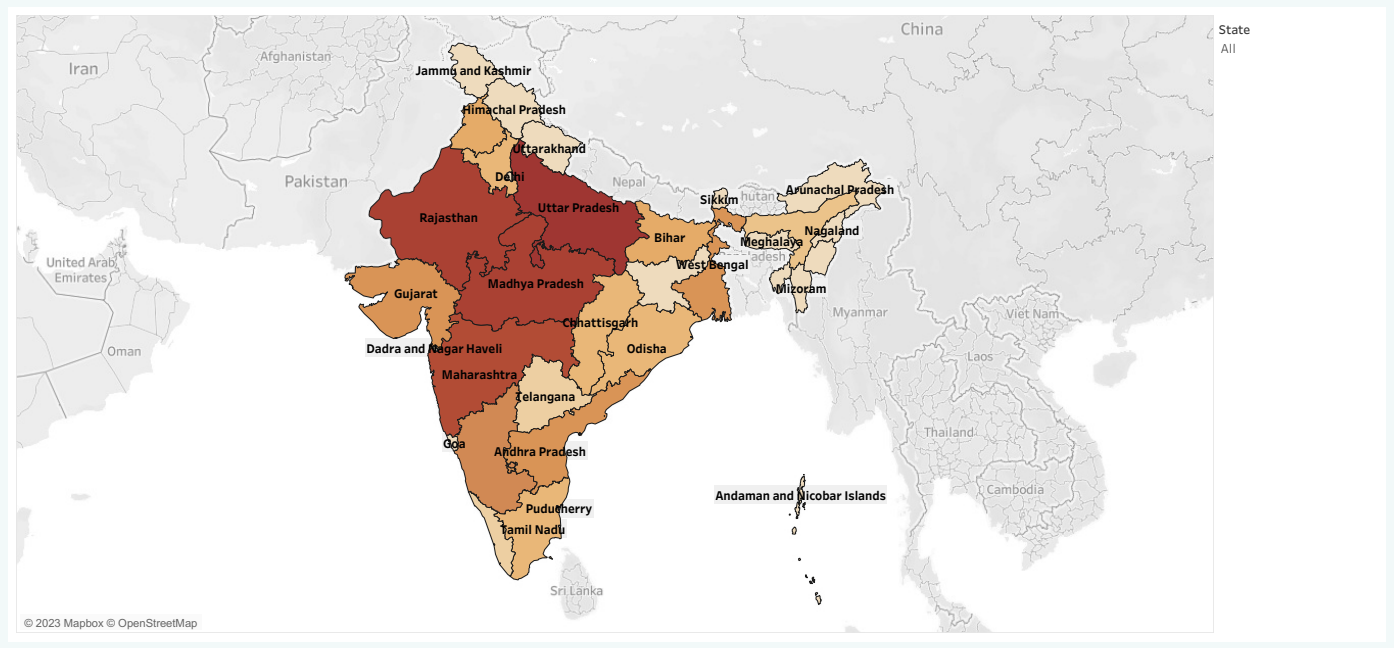 State
All
China
Iran
Afghanistan
Jammu and Kashmir
Himachal Pradesh
Uttarakhand
Pakistan
Delhi
Nepal
Arunachal Pradesh
Sikkim
hutan
Uttar Pradesh
Rajasthan
Bihar
Nagaland
Meghalaya
adesh
West Bengal
United Arab
Emirates
Madhya Pradesh
Mizoram
Gujarat
Myanmar
Viet Nam
Chhattisgarh
Odisha
Oman
Dadra and Nagar Haveli
Laos
Maharashtra
Telangana
Thailand
Goa
Andhra Pradesh
Cambodia
Andaman and Nicobar Islands
Puducherry
Tamil Nadu
Sri Lanka
© 2023 Mapbox © OpenStreetMap